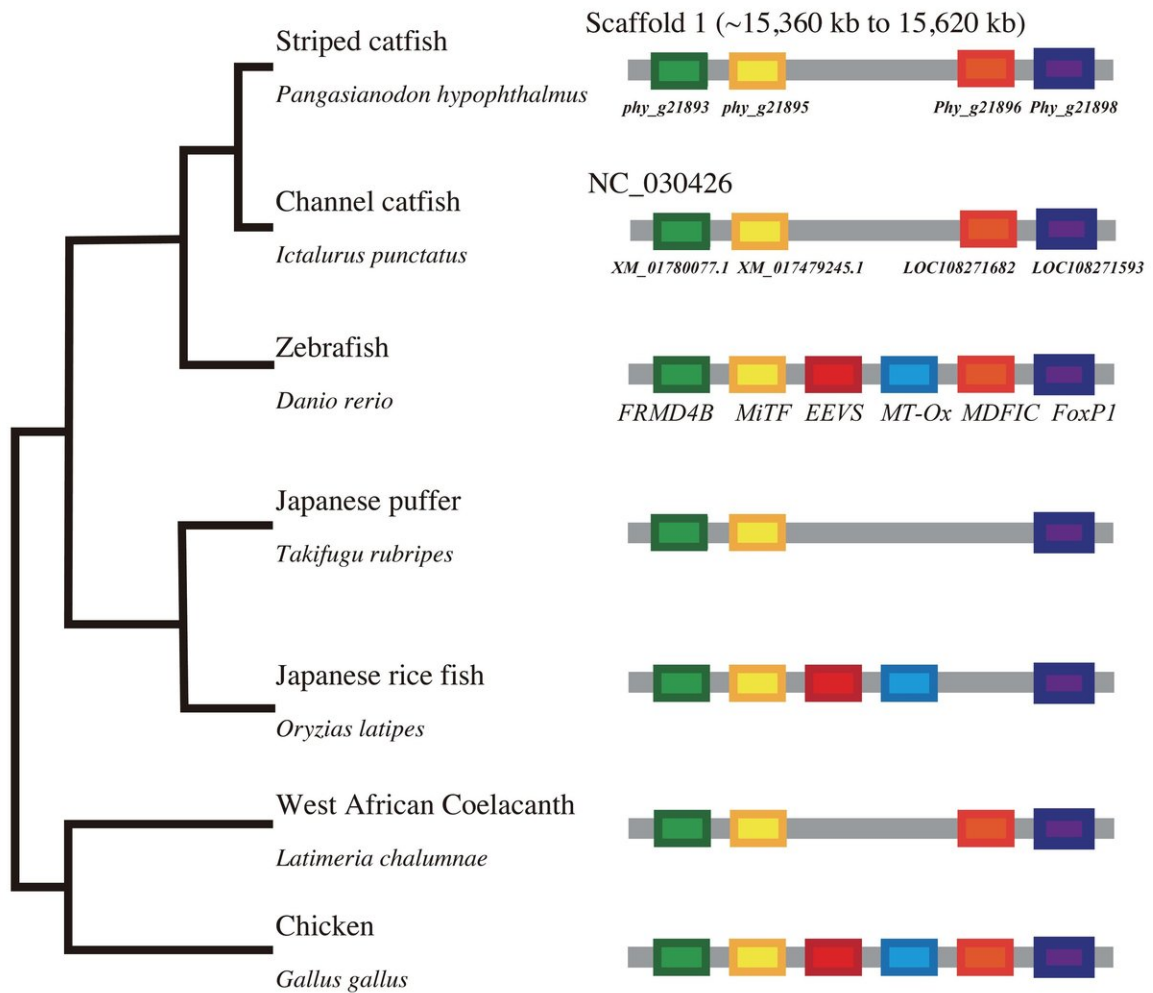 Scaffold 1 (~15,360 kb to 15,620 kb)
Striped catfish
Pangasianodon hypophthalmus
phy_g21893 phy_g21895 Phy_g21896 Phy_g21898
NC_030426
Channel catfish
Ictalurus punctatus
XM_01780077.1 XM_017479245.1 LOC108271682 LOC108271593
Zebrafish
Danio rerio
FRMD4B MiTF EEVS MT-Ox MDFIC FoxP1
Japanese puffer
Takifugu rubripes
Japanese rice fish
Oryzias latipes
West African Coelacanth
Latimeria chalumnae
Chicken
Gallus gallus